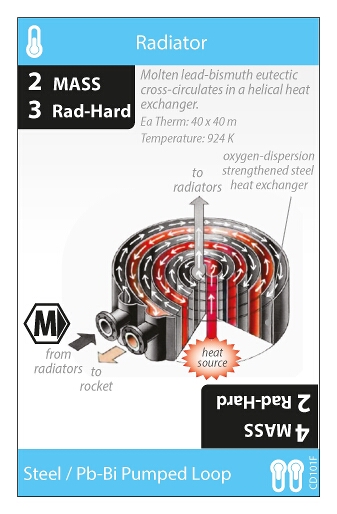 Radiator
2 MASS
3 Rad-Hard
Molten lead-bismuth eutectic
cross-circulates in a helical heat
exchanger.
Ea Therm: 40 x 40 m
Temperature: 924 K
oxygen-dispersion
strengthened steel
heat exchanger
to
radiators
M
from
radiators
to
rocket
heat
source
4 MASS
2 Rad-Hard
Steel / Pb-Bi Pumped Loop
CD101F